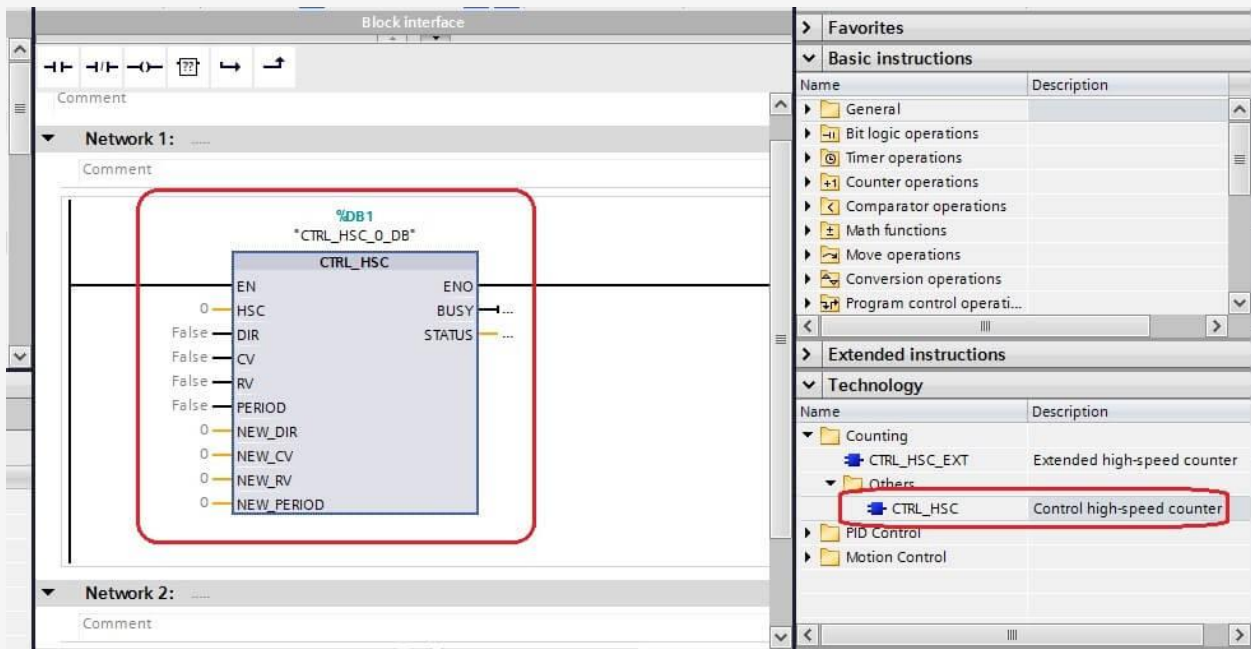 Block interface
??
Comment
Network 1: .....
Comment
%DB1
"CTRL_HSC_0_DB"
CTRL_HSC
EN ENO
0 HSC BUSY ...
False DIR STATUS ...
False CV
False RV
False PERIOD
0 NEW_DIR
0 NEW_CV
0 NEW_RV
0 NEW_PERIOD
Network 2: .....
Comment
Favorites
Basic instructions
Name Description
General
Bit logic operations
Timer operations
+1 Counter operations
Comparator operations
Math functions
Move operations
Conversion operations
Program control operati...
Extended instructions
Technology
Name Description
Counting
CTRL_HSC_EXT Extended high-speed counter
Others
CTRL_HSC Control high-speed counter
PID Control
Motion Control